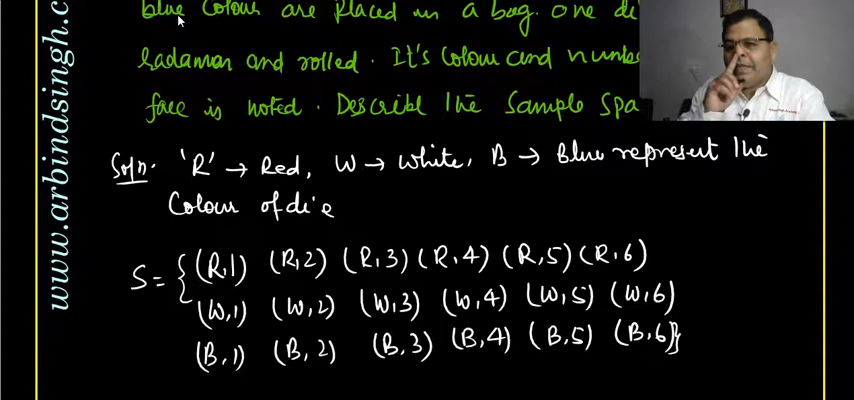 www.arbindsingh.c
blue colour are placed in a bag. one di
radaman and rolled. It's colour and numbe
face is noted. Describe the Sample Spa
Soln. 'R' → Red, W → White, B → Blue represent the
Colour of die
S = { (R,1) (R,2) (R,3) (R,4) (R,5) (R,6)
(W,1) (W,2) (W,3) (W,4) (W,5) (W,6)
(B,1) (B,2) (B,3) (B,4) (B,5) (B,6)}